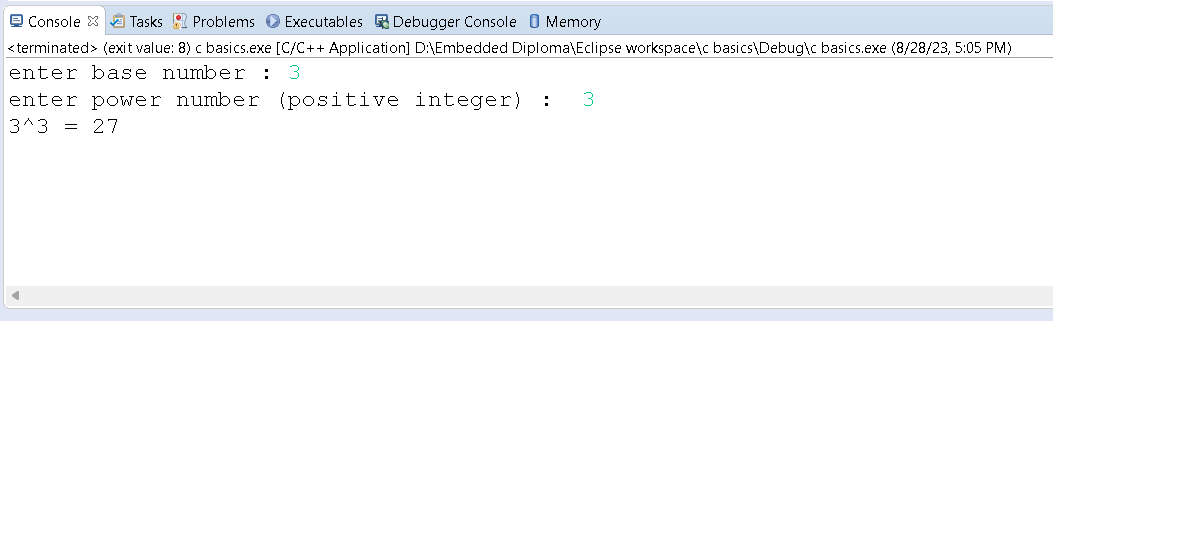 Console Tasks Problems Executables Debugger Console Memory
<terminated> (exit value: 8) c basics.exe [C/C++ Application] D:\Embedded Diploma\Eclipse workspace\c basics\Debug\c basics.exe (8/28/23, 5:05 PM)
enter base number : 3
enter power number (positive integer) :  3
3^3 = 27